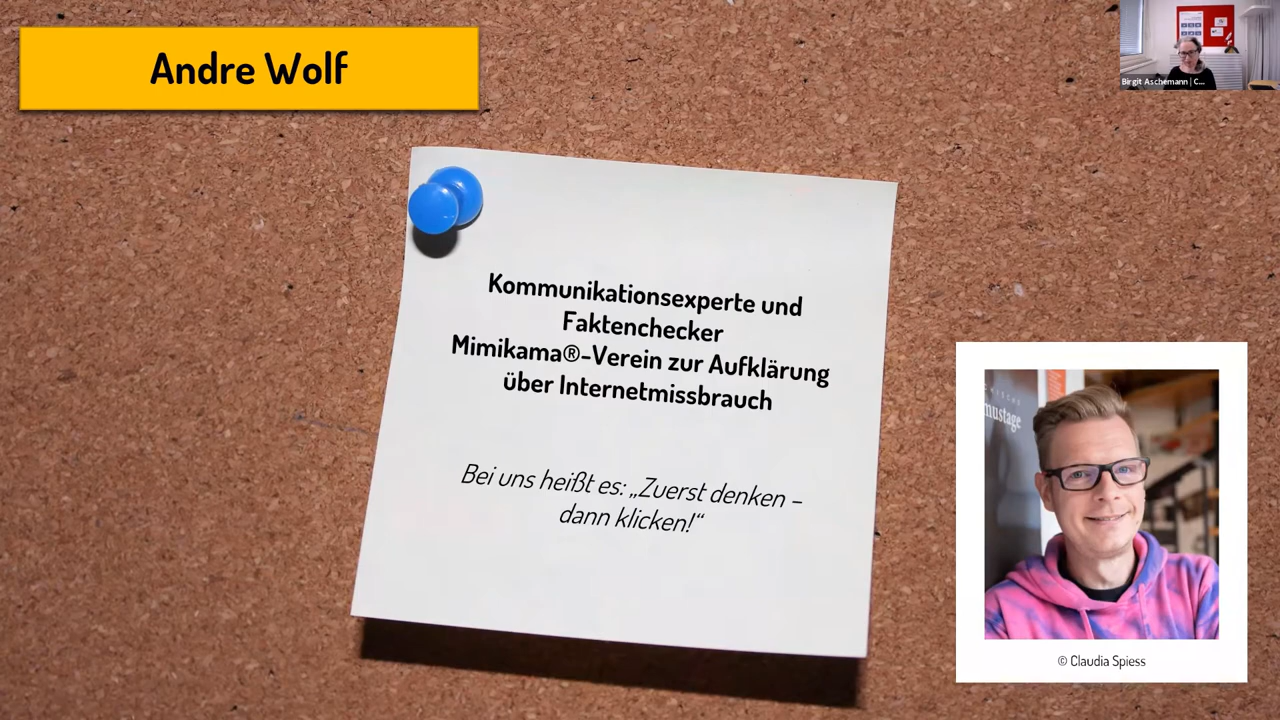 Andre Wolf
Birgit Aschemann | C...
Kommunikationsexperte und
Faktenchecker
Mimikama®-Verein zur Aufklärung
über Internetmissbrauch
Bei uns heißt es: „Zuerst denken –
dann klicken!“
mustage
© Claudia Spiess